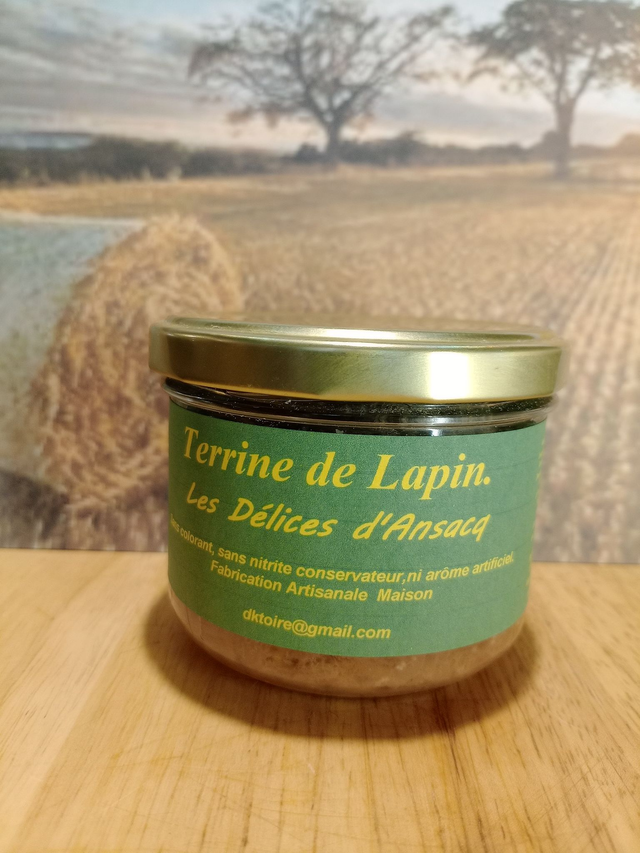 Terrine de Lapin.
Les Délices d'Ansacq
colorant, sans nitrite conservateur,ni arôme artificiel.
Fabrication Artisanale Maison
dktoire@gmail.com